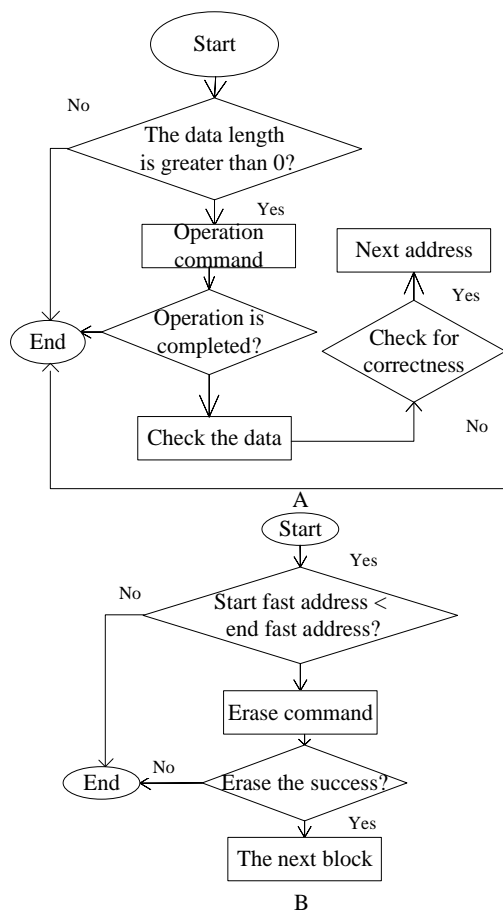 Start
No
The data length
is greater than 0?
Yes
Operation
command
Next address
Yes
Operation is
completed?
End
Check for
correctness
No
Check the data
A
Start
Yes
No
Start fast address <
end fast address?
Erase command
No
End
Erase the success?
Yes
The next block
B